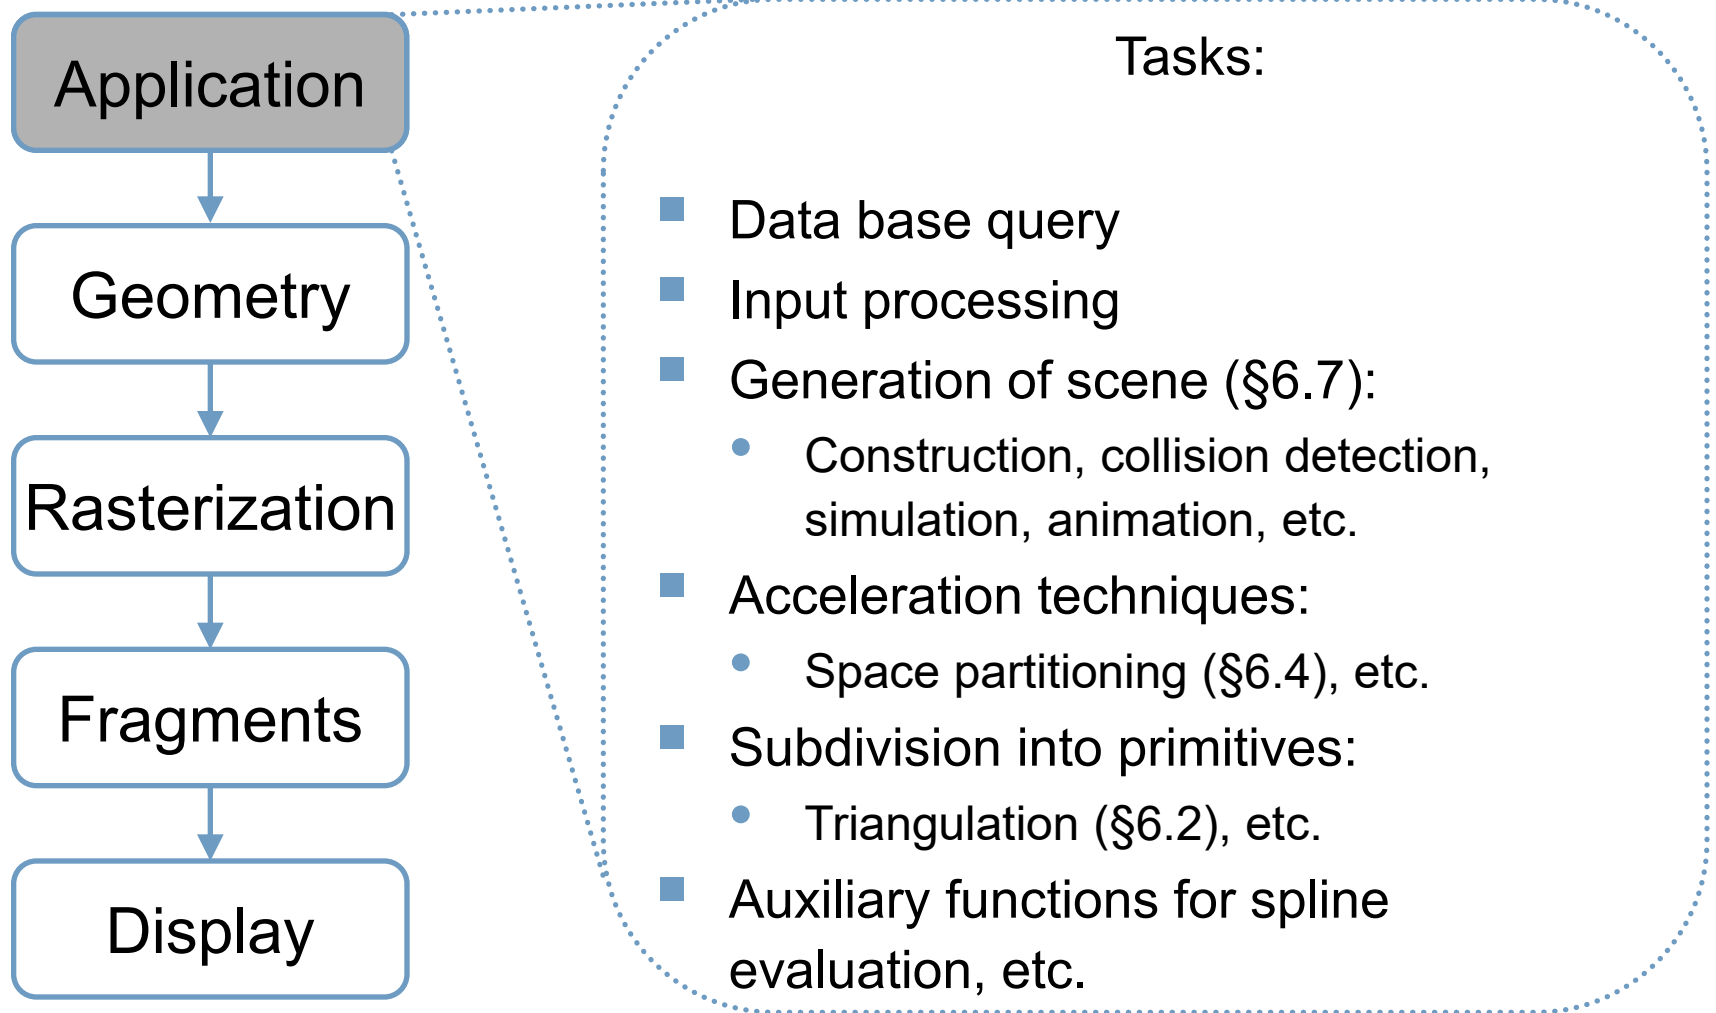 Application
Geometry
Rasterization
Fragments
Display
Tasks:
Data base query
Input processing
Generation of scene (§6.7):
Construction, collision detection,
simulation, animation, etc.
Acceleration techniques:
Space partitioning (§6.4), etc.
Subdivision into primitives:
Triangulation (§6.2), etc.
Auxiliary functions for spline
evaluation, etc.